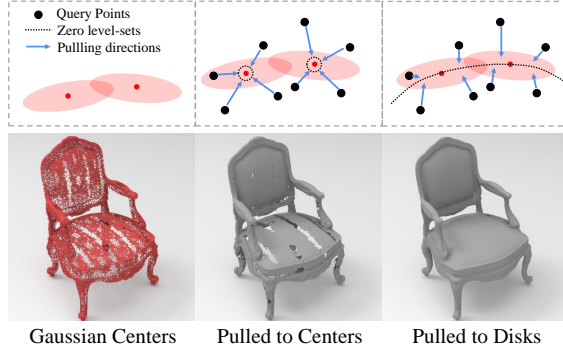 Query Points
Zero level-sets
Pullling directions
Gaussian Centers
Pulled to Centers
Pulled to Disks